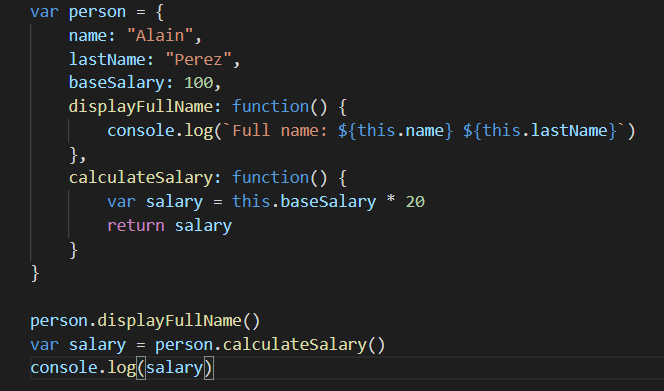 var person = {
    name: "Alain",
    lastName: "Perez",
    baseSalary: 100,
    displayFullName: function() {
        console.log(`Full name: ${this.name} ${this.lastName}`)
    },
    calculateSalary: function() {
        var salary = this.baseSalary * 20
        return salary
    }
}

person.displayFullName()
var salary = person.calculateSalary()
console.log(salary)